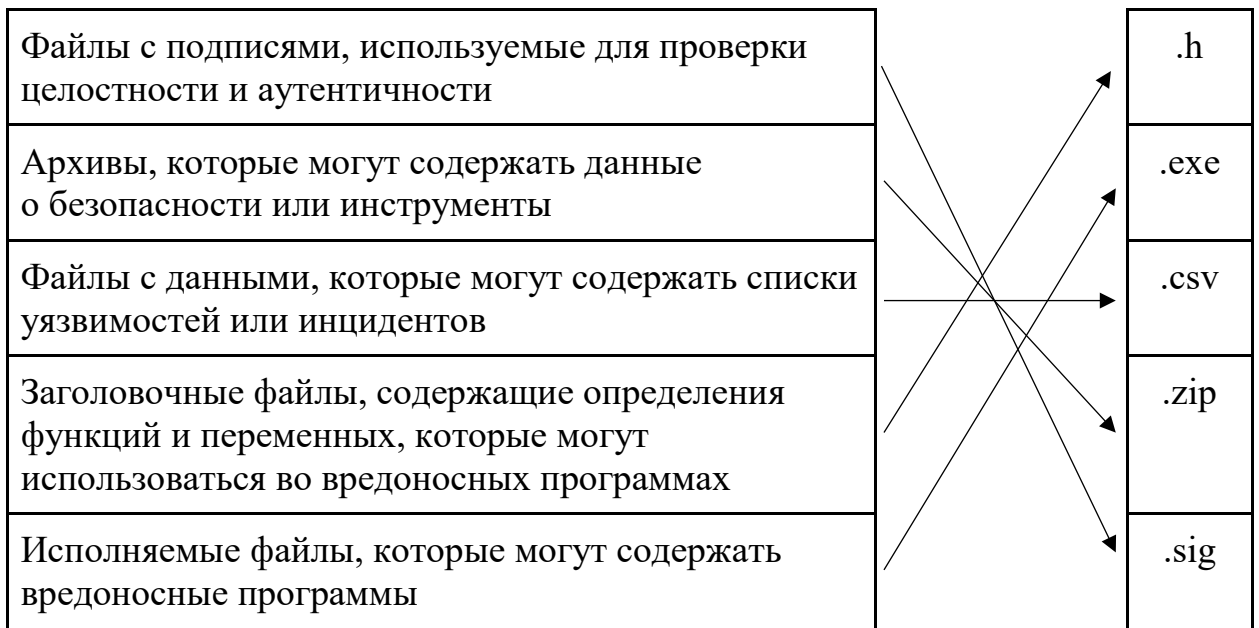 Файлы с подписями, используемые для проверки
целостности и аутентичности
.h
Архивы, которые могут содержать данные
о безопасности или инструменты
.exe
Файлы с данными, которые могут содержать списки
уязвимостей или инцидентов
.csv
Заголовочные файлы, содержащие определения
функций и переменных, которые могут
использоваться во вредоносных программах
.zip
Исполняемые файлы, которые могут содержать
вредоносные программы
.sig